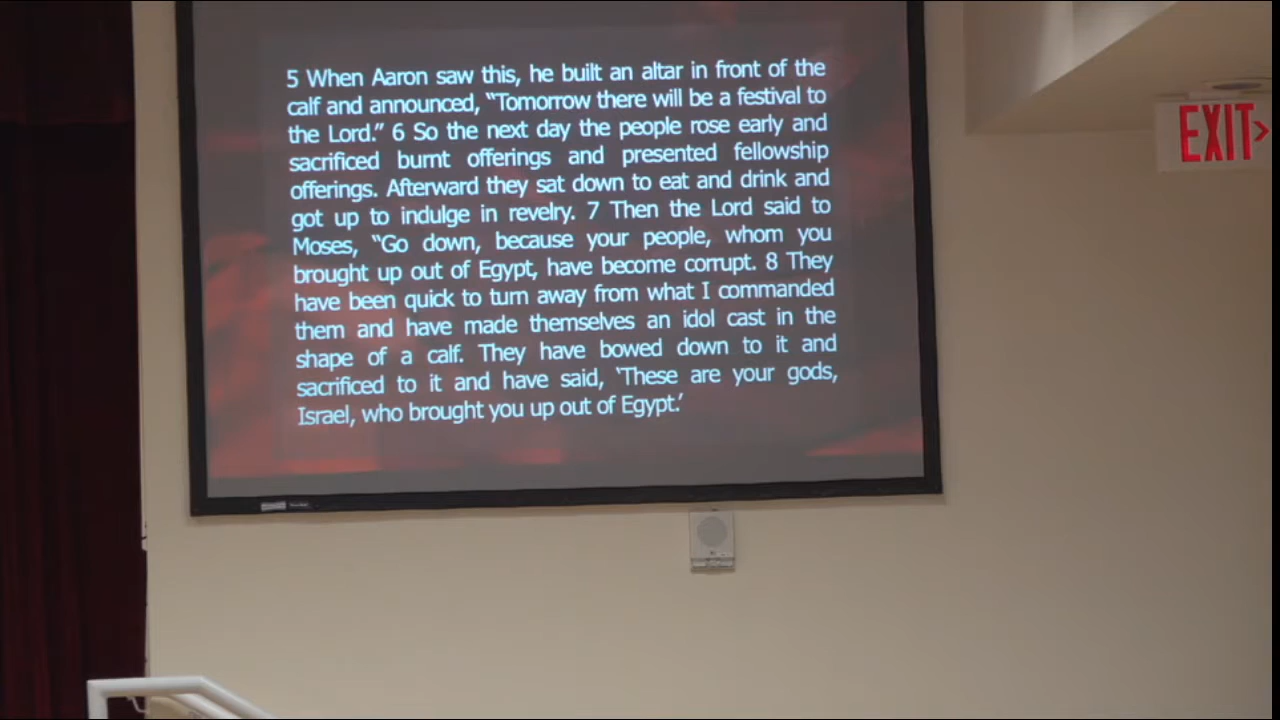 5 When Aaron saw this, he built an altar in front of the
calf and announced, “Tomorrow there will be a festival to
the Lord.” 6 So the next day the people rose early and
sacrificed burnt offerings and presented fellowship
offerings. Afterward they sat down to eat and drink and
got up to indulge in revelry. 7 Then the Lord said to
Moses, “Go down, because your people, whom you
brought up out of Egypt, have become corrupt. 8 They
have been quick to turn away from what I commanded
them and have made themselves an idol cast in the
shape of a calf. They have bowed down to it and
sacrificed to it and have said, ‘These are your gods,
Israel, who brought you up out of Egypt.’
EXIT